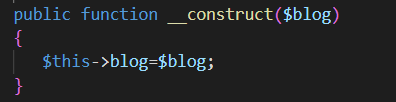 public function __construct($blog)
{
$this->blog=$blog;
}